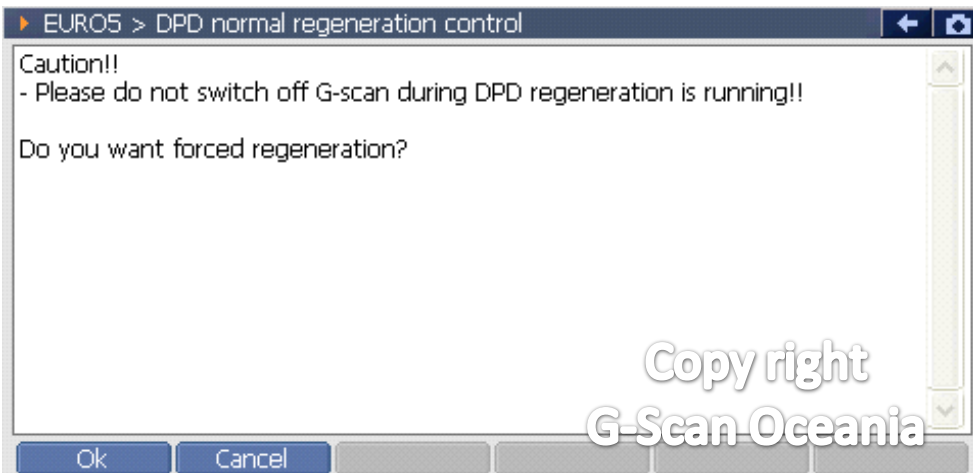 EURO5 > DPD normal regeneration control
Caution!!
- Please do not switch off G-scan during DPD regeneration is running!!
Do you want forced regeneration?
Copy right
G-Scan Oceania
Ok Cancel